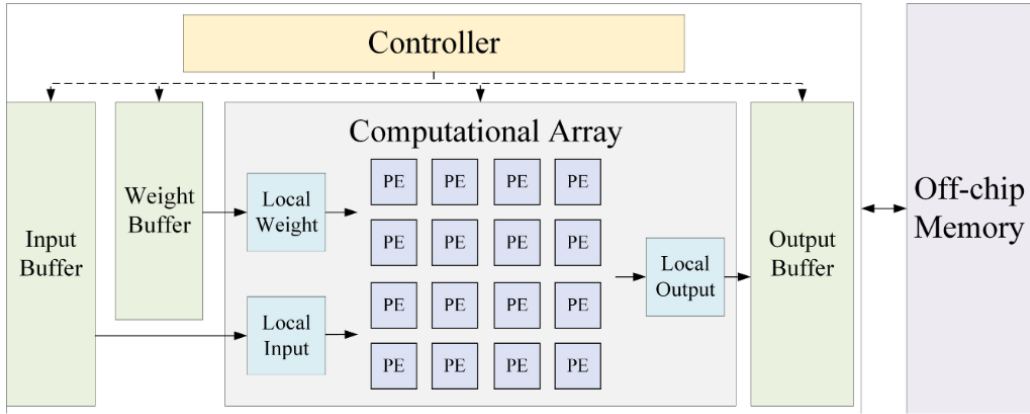 Controller
Computational Array
PE PE PE PE
Weight
Buffer
Local
Weight
Off-chip
Memory
PE PE PE PE
Input
Buffer
Output
Buffer
Local
Output
Local
Input
PE PE PE PE
PE PE PE PE